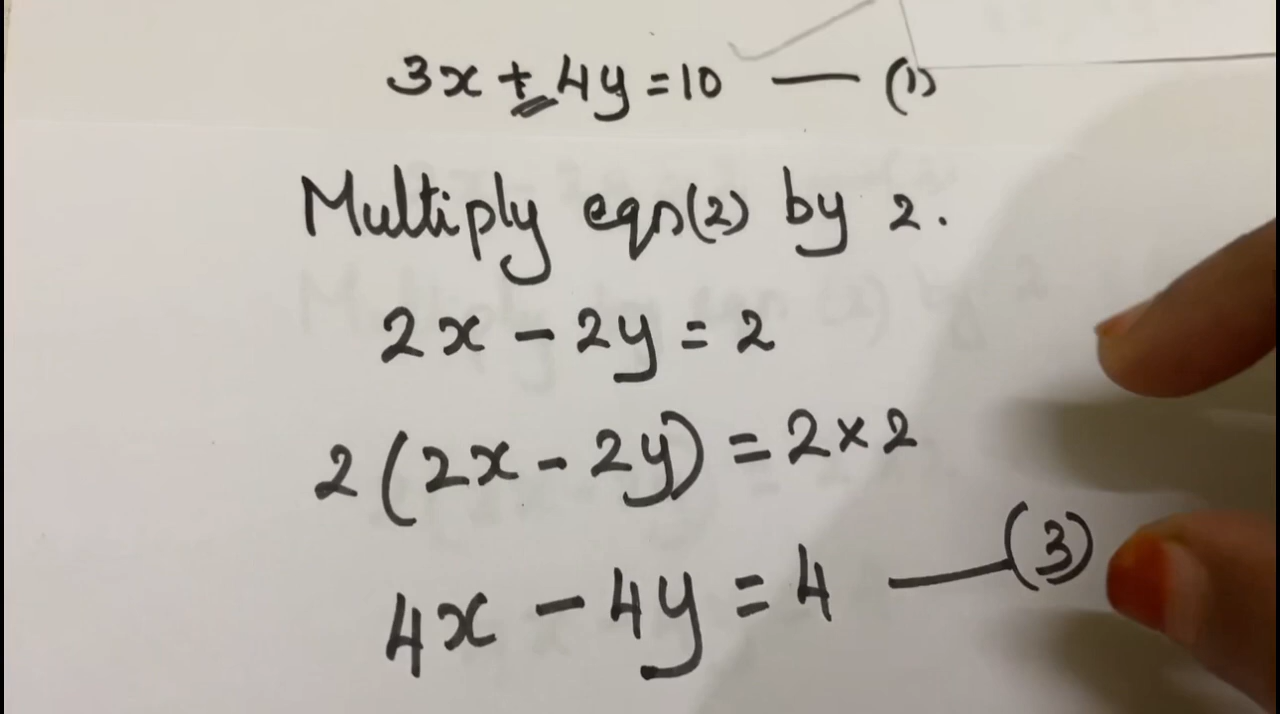 3x + 4y = 10 — (1)
Multiply eqn(2) by 2.
2x - 2y = 2
2(2x - 2y) = 2 × 2
4x - 4y = 4 — (3)